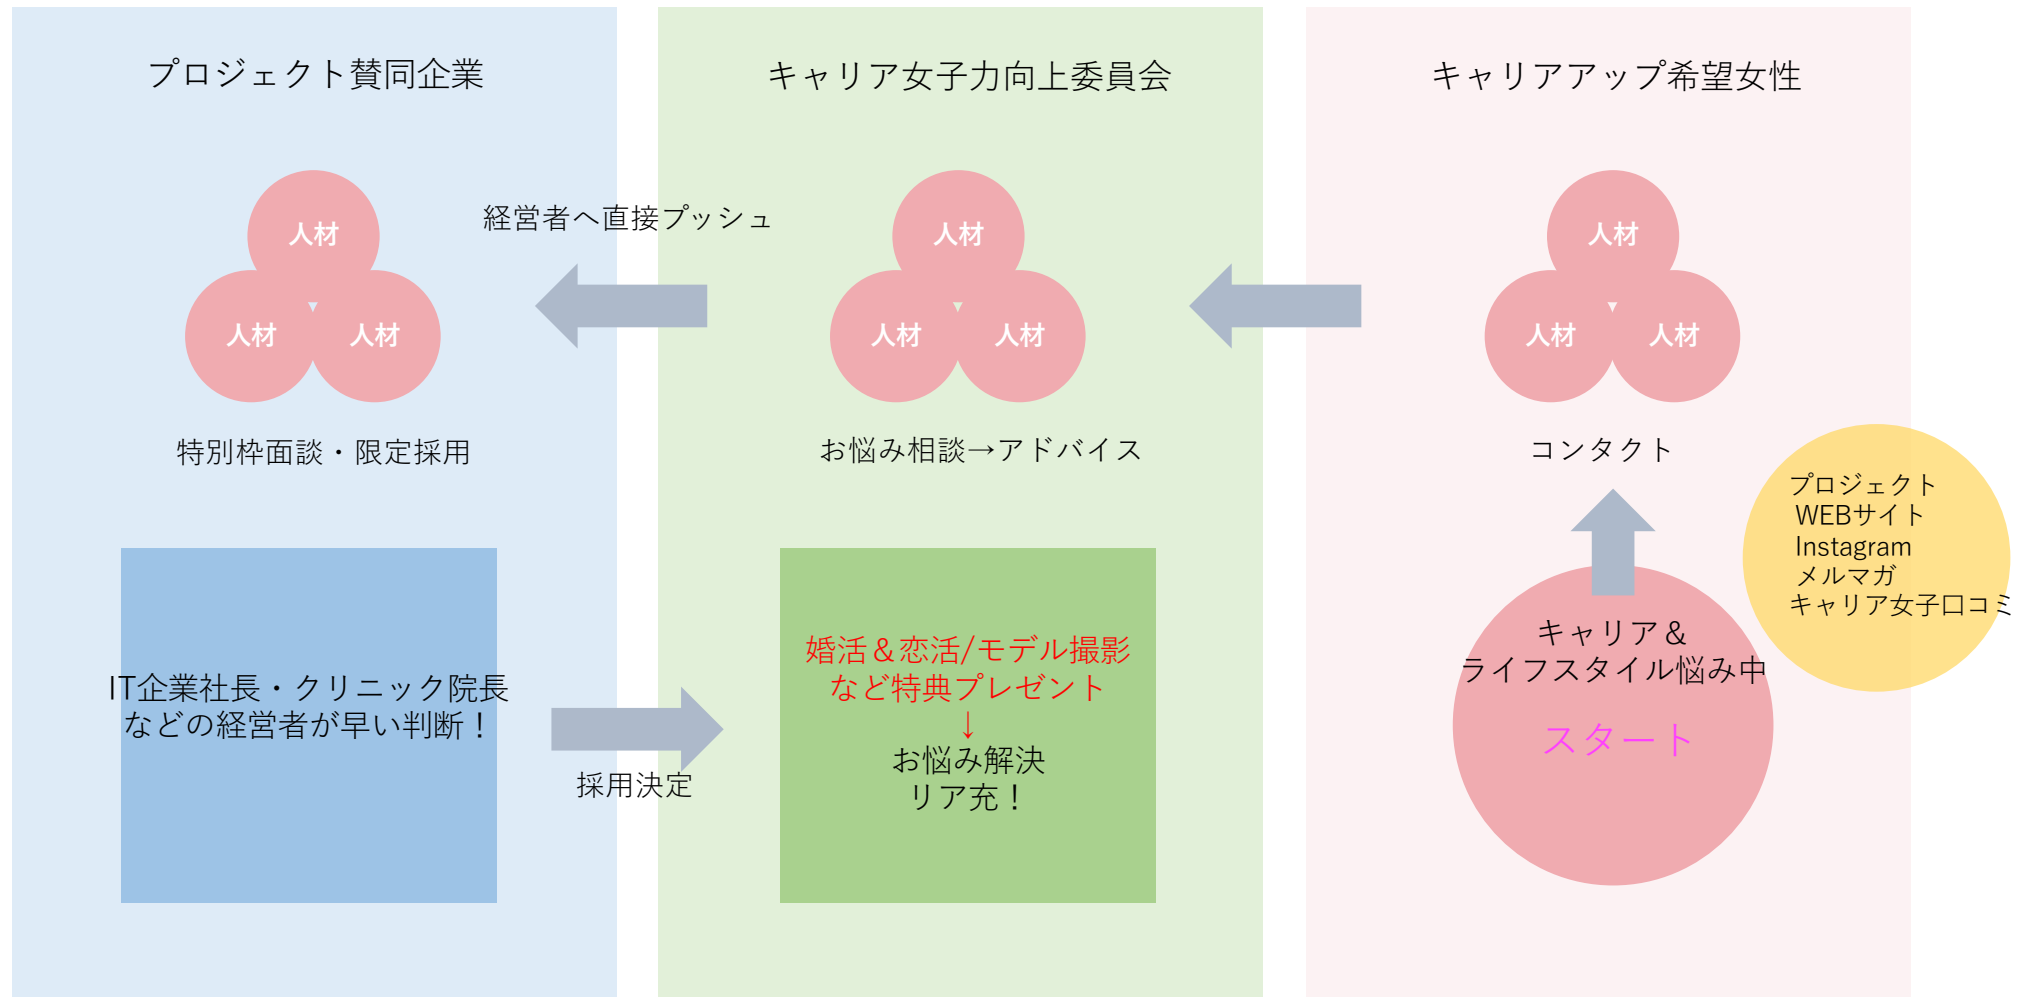 プロジェクト賛同企業
人材
人材
人材
特別枠面談・限定採用
IT企業社長・クリニック院長
などの経営者が早い判断！
経営者へ直接プッシュ
採用決定
キャリア女子力向上委員会
人材
人材
人材
お悩み相談→アドバイス
婚活＆恋活/モデル撮影
など特典プレゼント
↓
お悩み解決
リア充！
キャリアアップ希望女性
人材
人材
人材
コンタクト
キャリア＆
ライフスタイル悩み中
スタート
プロジェクト
WEBサイト
Instagram
メルマガ
キャリア女子口コミ